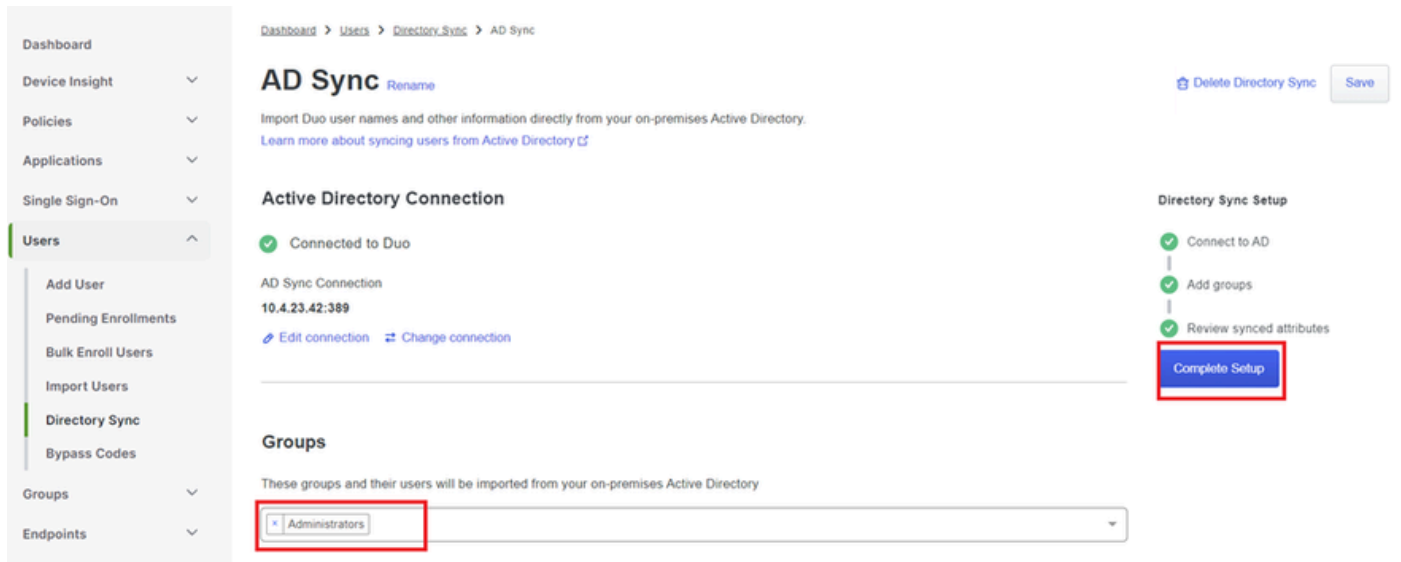 Dashboard
Device Insight
Policies
Applications
Single Sign-On
Users
Add User
Pending Enrollments
Bulk Enroll Users
Import Users
Directory Sync
Bypass Codes
Groups
Endpoints
Dashboard > Users > Directory Sync > AD Sync
AD Sync Rename
Delete Directory Sync Save
Import Duo user names and other information directly from your on-premises Active Directory.
Learn more about syncing users from Active Directory
Active Directory Connection
Connected to Duo
AD Sync Connection
10.4.23.42:389
Edit connection Change connection
Groups
These groups and their users will be imported from your on-premises Active Directory
× Administrators
Directory Sync Setup
Connect to AD
Add groups
Review synced attributes
Complete Setup